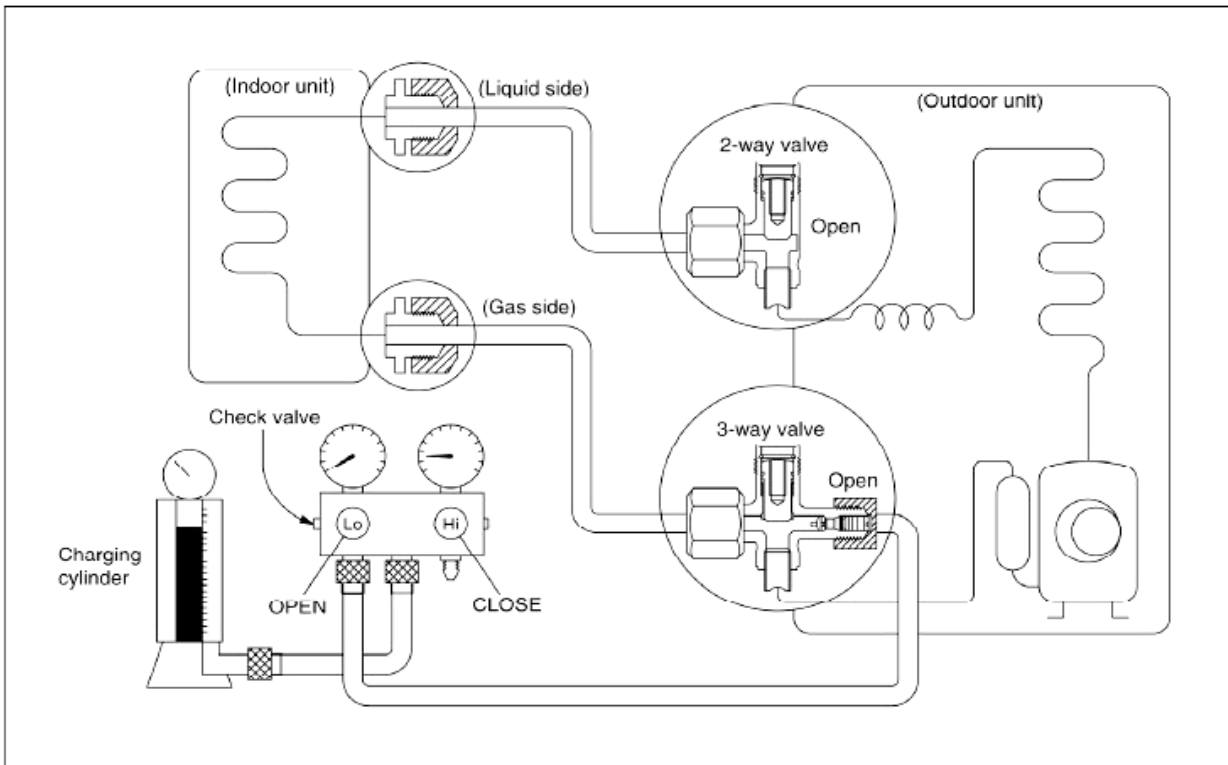 (Indoor unit)
(Liquid side)
(Outdoor unit)
2-way valve
Open
(Gas side)
Check valve
3-way valve
Open
Lo
Hi
Charging
cylinder
OPEN
CLOSE